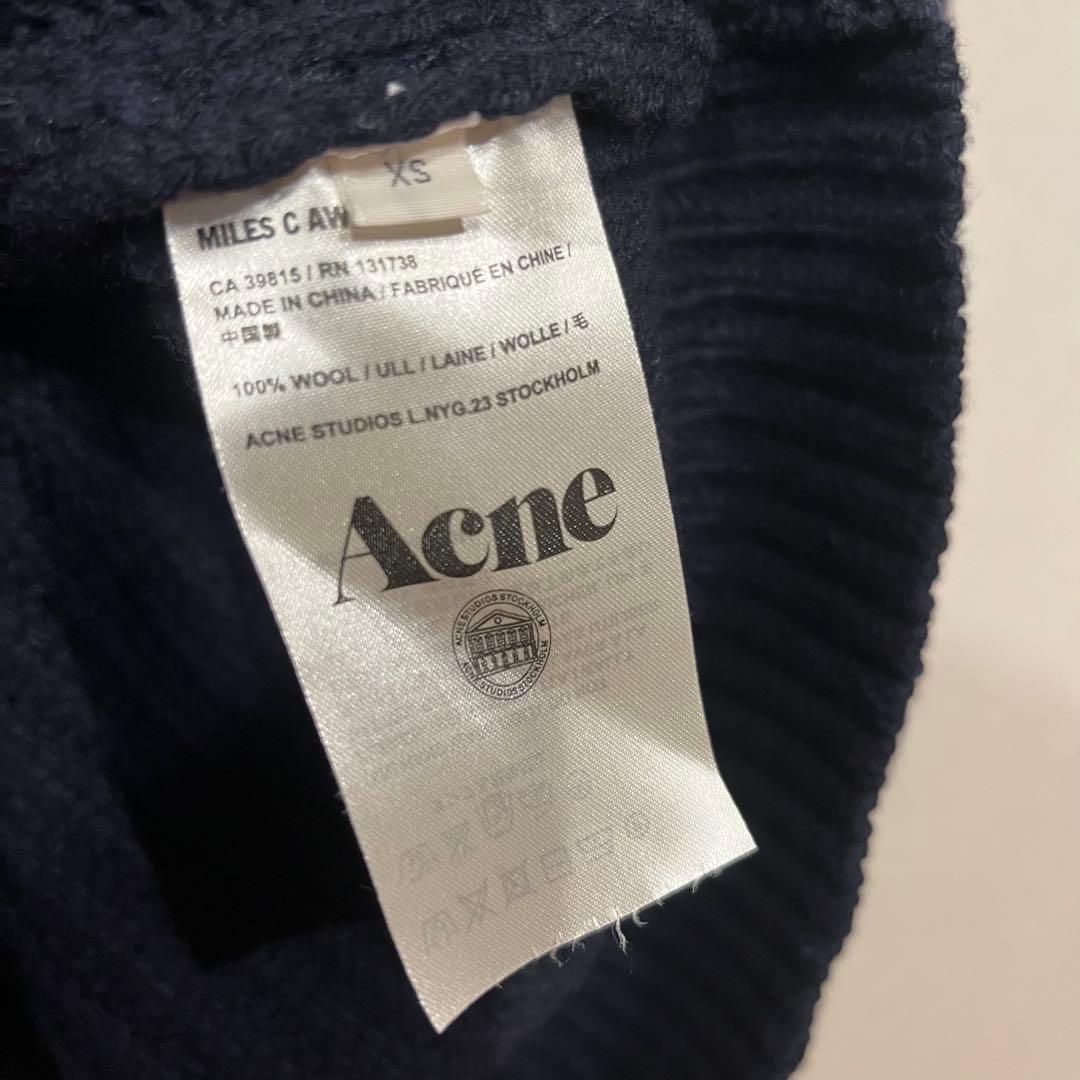 XS
MILES C AW
CA 39815 / RN 131738
MADE IN CHINA / FABRIQUÉ EN CHINE /
中国製
100% WOOL / ULL / LAINE / WOLLE / 毛
ACNE STUDIOS L.NYG.23 STOCKHOLM
Acne
ACNE STUDIOS STOCKHOLM
ACNE STUDIOS STOCKHOLM